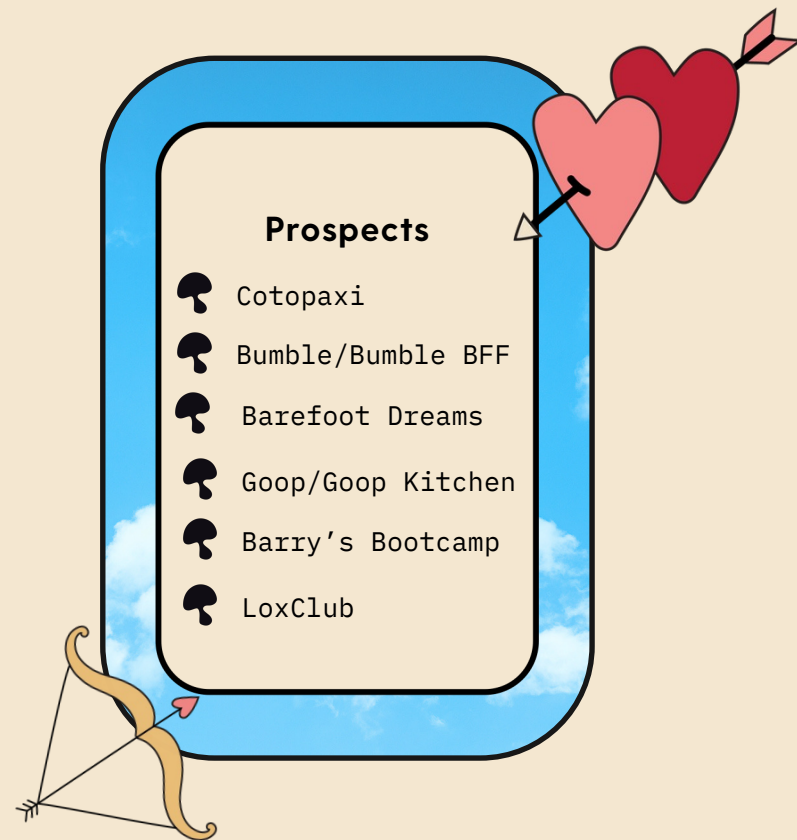 Prospects
Cotopaxi
Bumble/Bumble BFF
Barefoot Dreams
Goop/Goop Kitchen
Barry’s Bootcamp
LoxClub